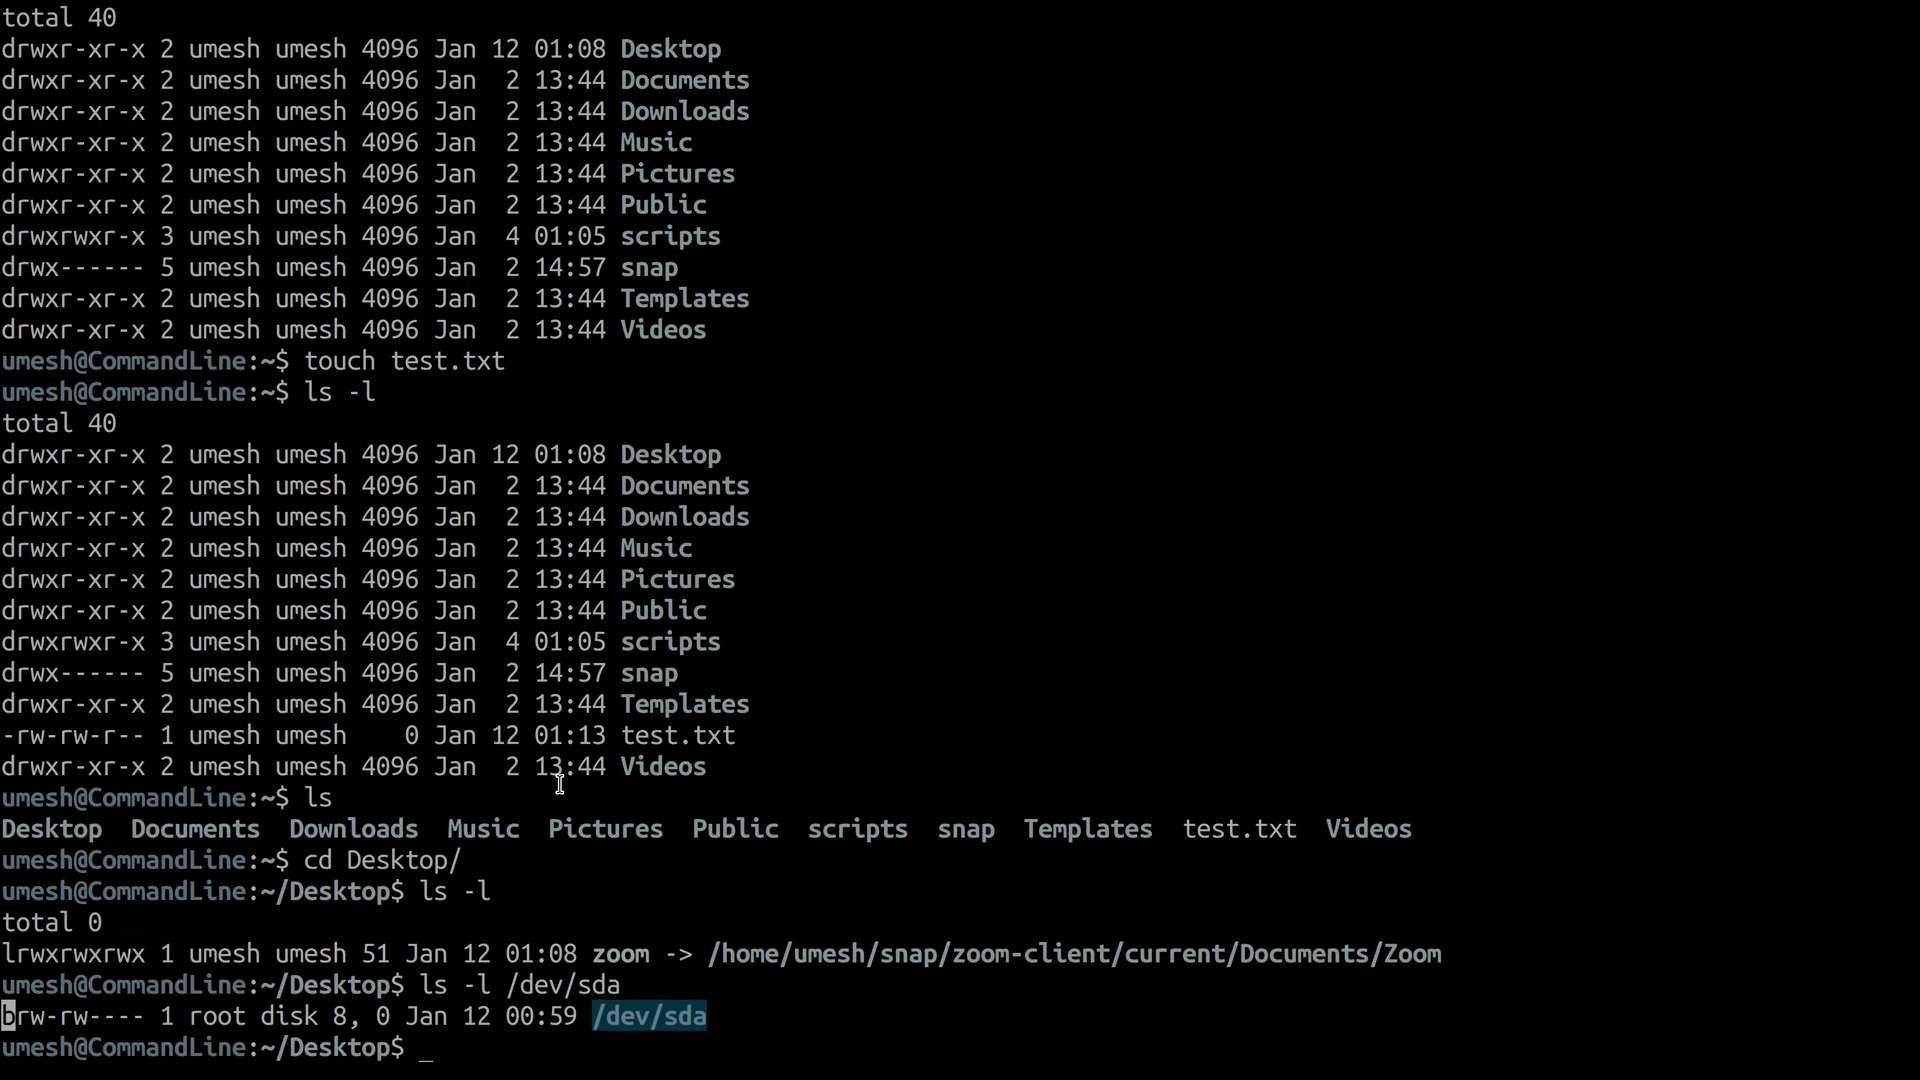 total 40
drwxr-xr-x 2 umesh umesh 4096 Jan 12 01:08 Desktop
drwxr-xr-x 2 umesh umesh 4096 Jan  2 13:44 Documents
drwxr-xr-x 2 umesh umesh 4096 Jan  2 13:44 Downloads
drwxr-xr-x 2 umesh umesh 4096 Jan  2 13:44 Music
drwxr-xr-x 2 umesh umesh 4096 Jan  2 13:44 Pictures
drwxr-xr-x 2 umesh umesh 4096 Jan  2 13:44 Public
drwxrwxr-x 3 umesh umesh 4096 Jan  4 01:05 scripts
drwx------ 5 umesh umesh 4096 Jan  2 14:57 snap
drwxr-xr-x 2 umesh umesh 4096 Jan  2 13:44 Templates
drwxr-xr-x 2 umesh umesh 4096 Jan  2 13:44 Videos
umesh@CommandLine:~$ touch test.txt
umesh@CommandLine:~$ ls -l
total 40
drwxr-xr-x 2 umesh umesh 4096 Jan 12 01:08 Desktop
drwxr-xr-x 2 umesh umesh 4096 Jan  2 13:44 Documents
drwxr-xr-x 2 umesh umesh 4096 Jan  2 13:44 Downloads
drwxr-xr-x 2 umesh umesh 4096 Jan  2 13:44 Music
drwxr-xr-x 2 umesh umesh 4096 Jan  2 13:44 Pictures
drwxr-xr-x 2 umesh umesh 4096 Jan  2 13:44 Public
drwxrwxr-x 3 umesh umesh 4096 Jan  4 01:05 scripts
drwx------ 5 umesh umesh 4096 Jan  2 14:57 snap
drwxr-xr-x 2 umesh umesh 4096 Jan  2 13:44 Templates
-rw-rw-r-- 1 umesh umesh    0 Jan 12 01:13 test.txt
drwxr-xr-x 2 umesh umesh 4096 Jan  2 13:44 Videos
umesh@CommandLine:~$ ls
Desktop  Documents  Downloads  Music  Pictures  Public  scripts  snap  Templates  test.txt  Videos
umesh@CommandLine:~$ cd Desktop/
umesh@CommandLine:~/Desktop$ ls -l
total 0
lrwxrwxrwx 1 umesh umesh 51 Jan 12 01:08 zoom -> /home/umesh/snap/zoom-client/current/Documents/Zoom
umesh@CommandLine:~/Desktop$ ls -l /dev/sda
brw-rw---- 1 root disk 8, 0 Jan 12 00:59 /dev/sda
umesh@CommandLine:~/Desktop$ _